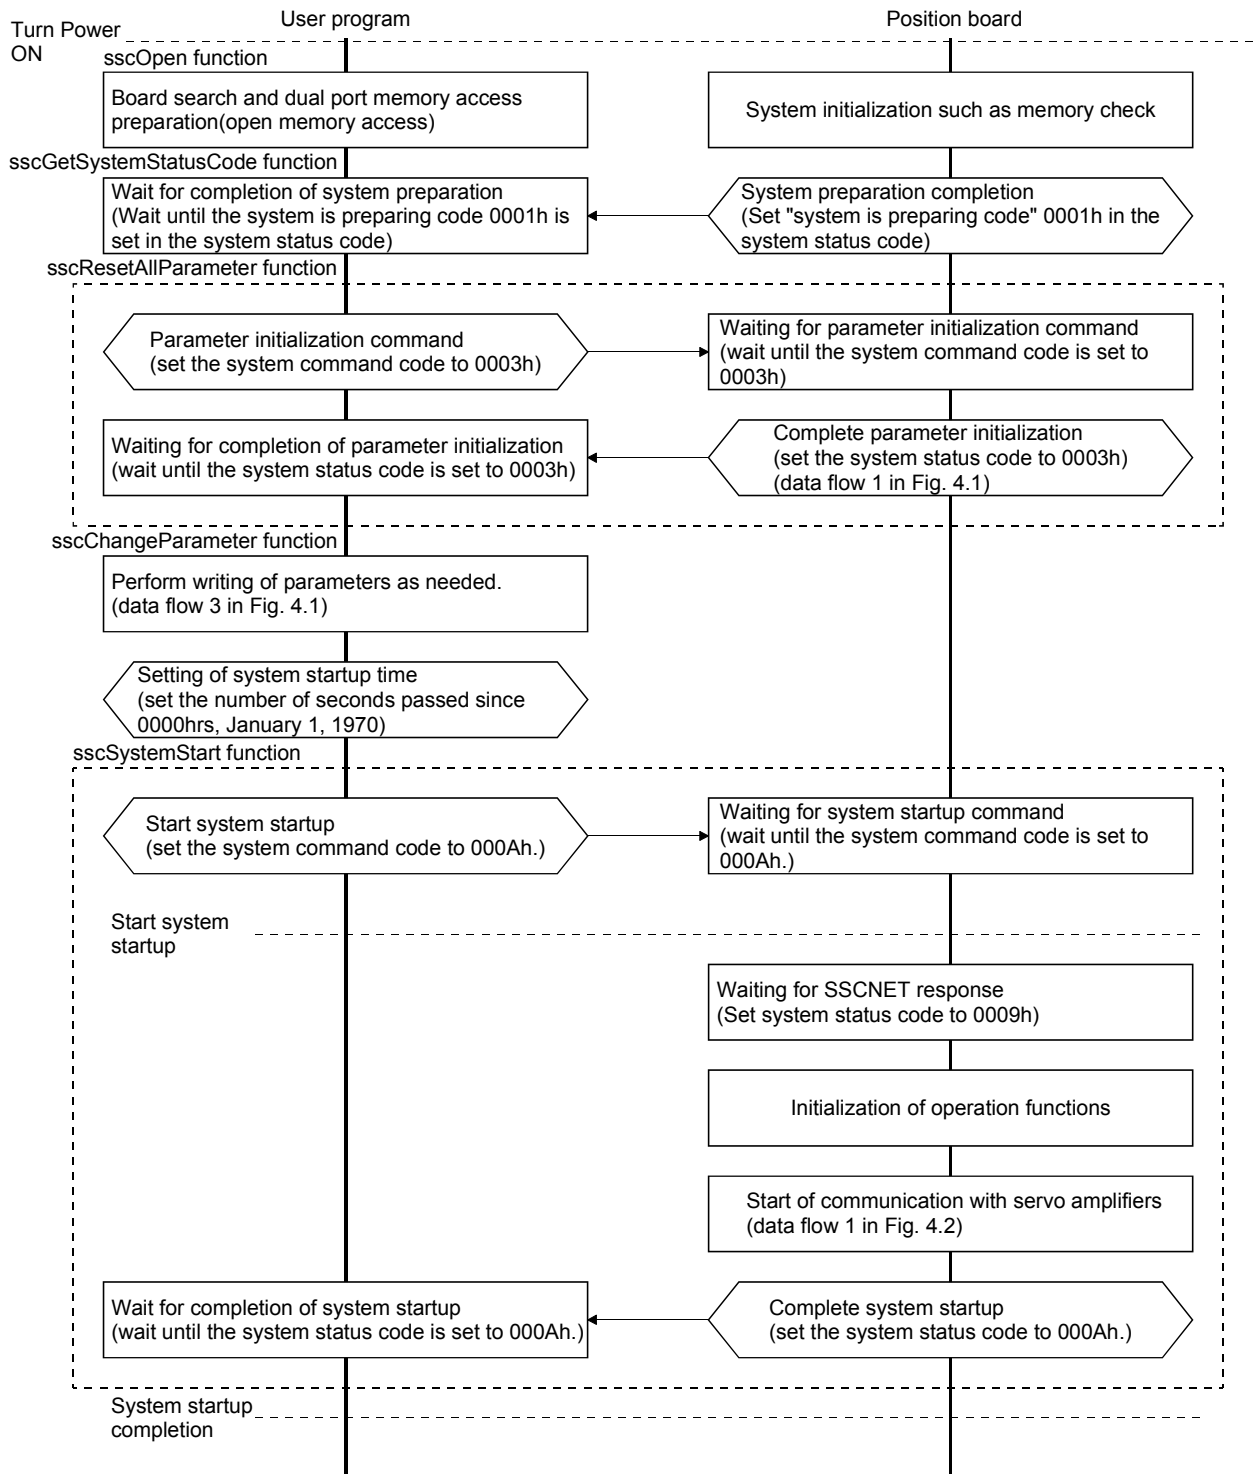 User program
Position board
Turn Power
ON
sscOpen function
Board search and dual port memory access
preparation(open memory access)
System initialization such as memory check
sscGetSystemStatusCode function
Wait for completion of system preparation
(Wait until the system is preparing code 0001h is
set in the system status code)
System preparation completion
(Set "system is preparing code" 0001h in the
system status code)
sscResetAllParameter function
Parameter initialization command
(set the system command code to 0003h)
Waiting for parameter initialization command
(wait until the system command code is set to
0003h)
Waiting for completion of parameter initialization
(wait until the system status code is set to 0003h)
Complete parameter initialization
(set the system status code to 0003h)
(data flow 1 in Fig. 4.1)
sscChangeParameter function
Perform writing of parameters as needed.
(data flow 3 in Fig. 4.1)
Setting of system startup time
(set the number of seconds passed since
0000hrs, January 1, 1970)
sscSystemStart function
Start system startup
(set the system command code to 000Ah.)
Waiting for system startup command
(wait until the system command code is set to
000Ah.)
Start system
startup
Waiting for SSCNET response
(Set system status code to 0009h)
Initialization of operation functions
Start of communication with servo amplifiers
(data flow 1 in Fig. 4.2)
Wait for completion of system startup
(wait until the system status code is set to 000Ah.)
Complete system startup
(set the system status code to 000Ah.)
System startup
completion